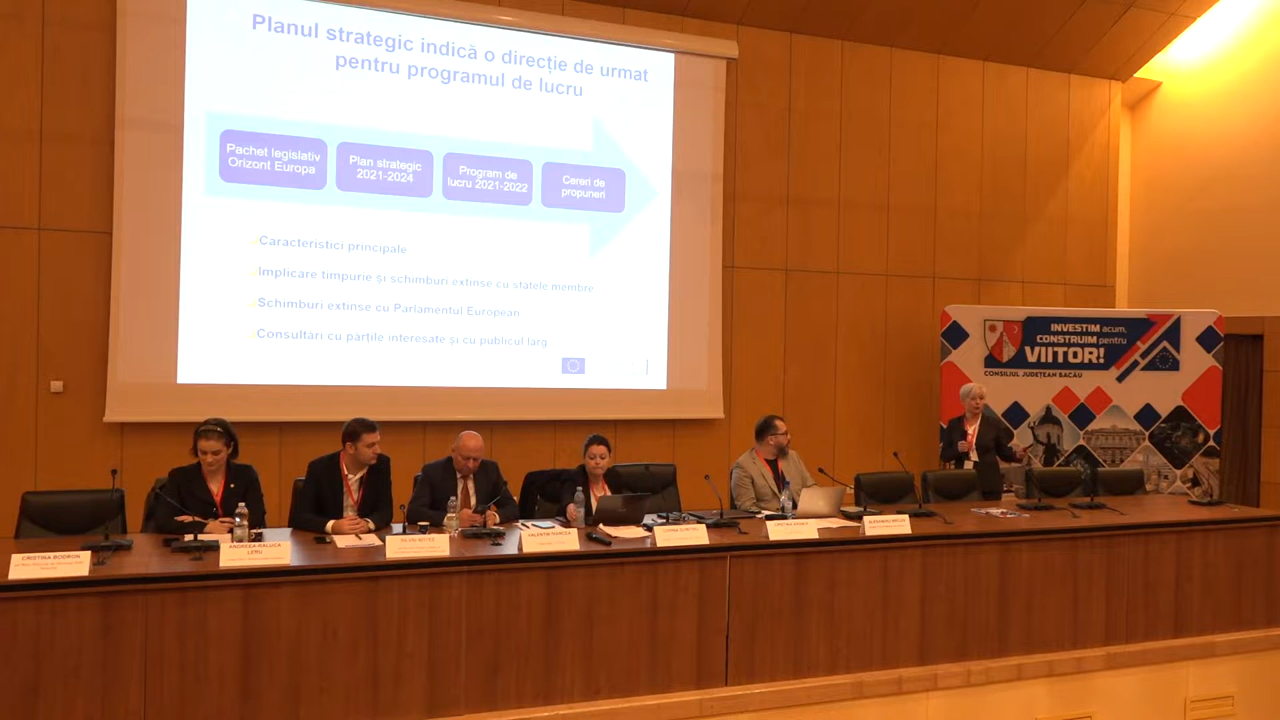 Planul strategic indică o direcție de urmat
pentru programul de lucru
Pachet legislativ
Orizont Europa
Plan strategic
2021-2024
Program de
lucru 2021-2022
Cereri de
propuneri
Caracteristici principale
Implicare timpurie și schimburi extinse cu statele membre
Schimburi extinse cu Parlamentul European
Consultări cu părțile interesate și cu publicul larg
INVESTIM acum,
CONSTRUIM pentru
VIITOR!
CONSILIUL JUDEȚEAN BACĂU
CRISTINA BODRON
ANDREEA-RALUCA
LERU
VALENTIN IVANCEA